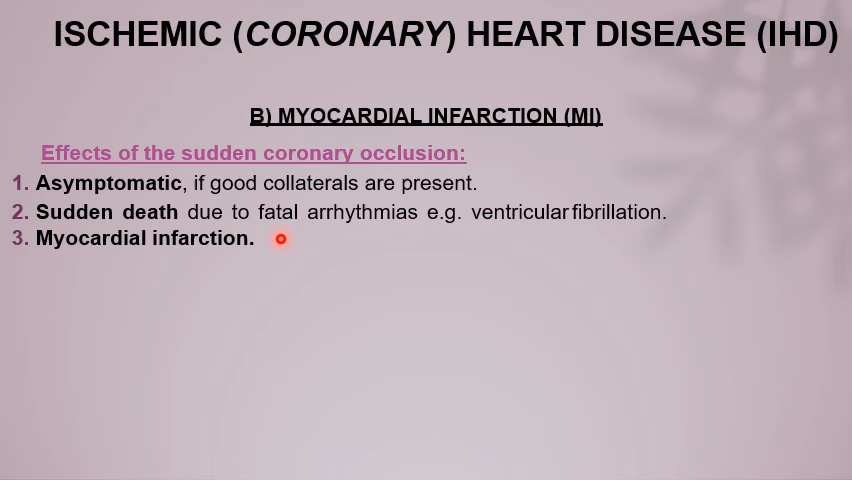 ISCHEMIC (CORONARY) HEART DISEASE (IHD)
B) MYOCARDIAL INFARCTION (MI)
Effects of the sudden coronary occlusion:
1. Asymptomatic, if good collaterals are present.
2. Sudden death due to fatal arrhythmias e.g. ventricular fibrillation.
3. Myocardial infarction.